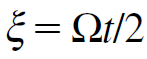 ξ = Ωt/2